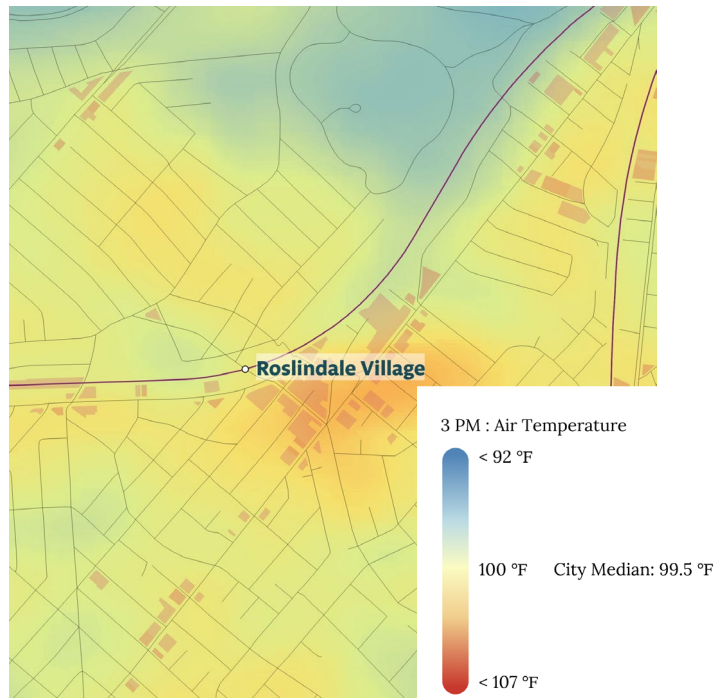 Roslindale Village
3 PM : Air Temperature
< 92 °F
100 °F City Median: 99.5 °F
< 107 °F